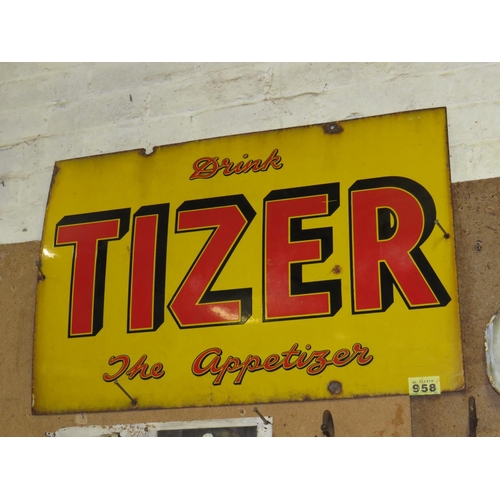 Drink
TIZER
The Appetizer
958